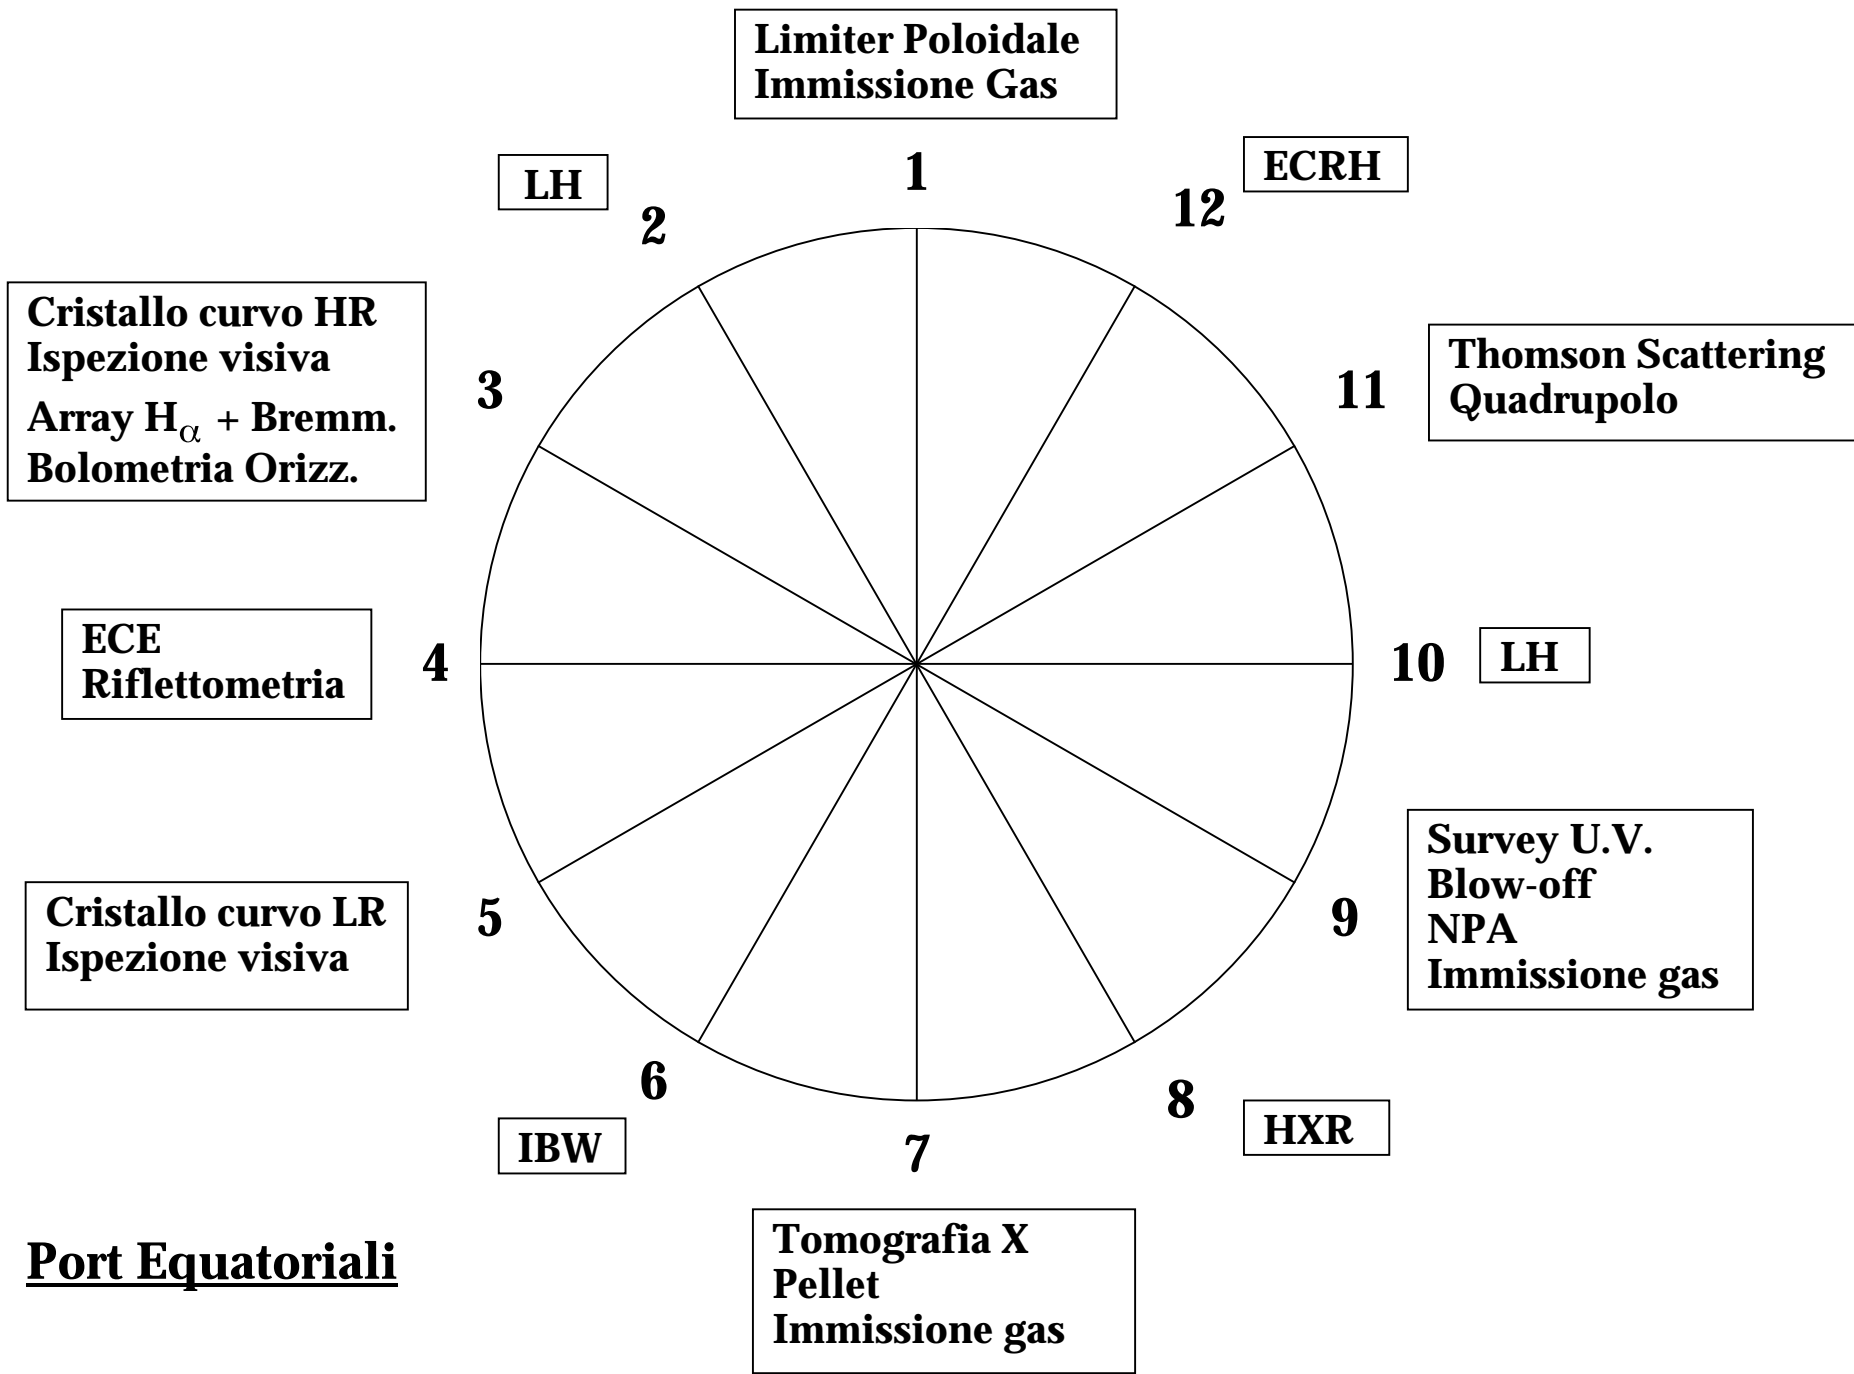 Limiter Poloidale
Immissione Gas
1
LH
2
ECRH
12
Cristallo curvo HR
Ispezione visiva
Array Hα + Bremm.
Bolometria Orizz.
3
Thomson Scattering
Quadrupolo
11
ECE
Riflettometria
4
10
LH
Cristallo curvo LR
Ispezione visiva
5
Survey U.V.
Blow-off
NPA
Immissione gas
9
6
IBW
8
HXR
7
Tomografia X
Pellet
Immissione gas
Port Equatoriali